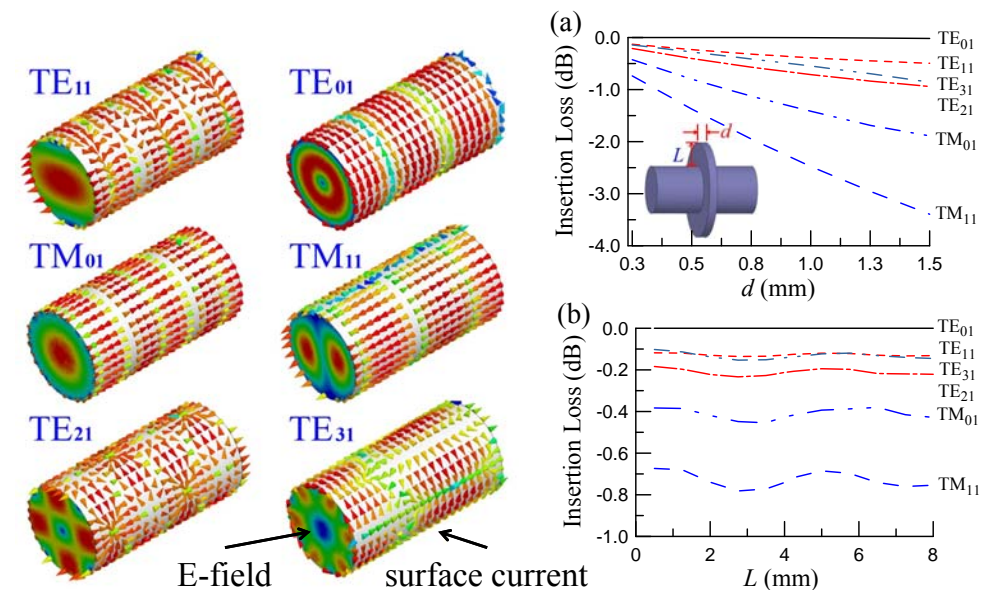 TE11
TE01
TM01
TM11
TE21
TE31
E-field
surface current
(a)
Insertion Loss (dB)
0.0
-1.0
-2.0
-3.0
-4.0
0.3
0.5
0.8
1.0
1.3
1.5
d (mm)
d
L
TE01
TE11
TE31
TE21
TM01
TM11
(b)
Insertion Loss (dB)
0.0
-0.2
-0.4
-0.6
-0.8
-1.0
0
2
4
6
8
L (mm)
TE01
TE11
TE31
TE21
TM01
TM11